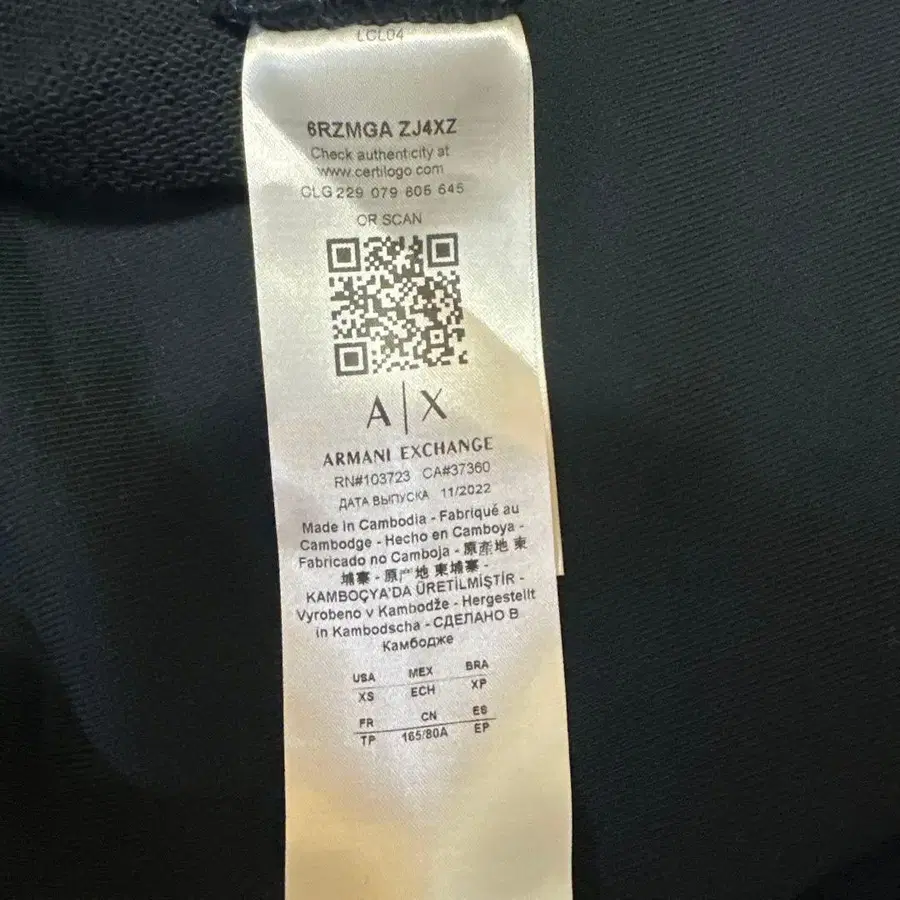 LCL04
6RZMGA ZJ4XZ
Check authenticity at
www.certilogo.com
CLG 229 079 605 645
OR SCAN
A|X
ARMANI EXCHANGE
RN#103723 CA#37360
ДАТА ВЫПУСКА 11/2022
Made in Cambodia - Fabriqué au
Cambodge - Hecho en Camboya -
Fabricado no Camboja - 原產地 東
埔寨 - 原产地 柬埔寨 -
KAMBOÇYA'DA ÜRETİLMİŞTİR -
Vyrobeno v Kambodže - Hergestellt
in Kambodscha - СДЕЛАНО В
Камбодже
USA MEX BRA
XS ECH XP
FR CN ES
TP 165/80A EP